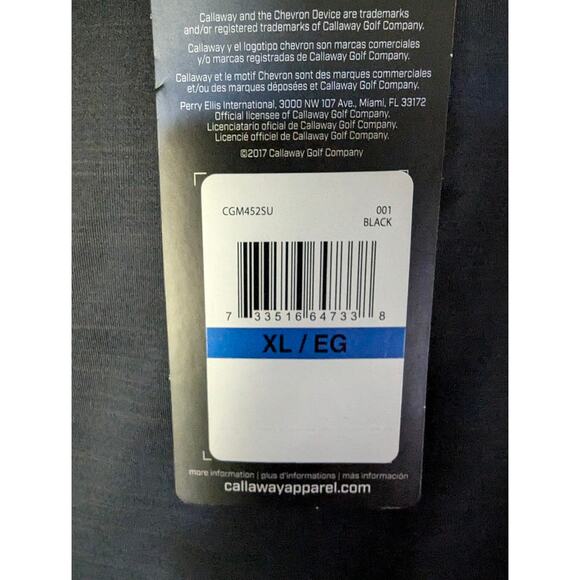 Callaway and the Chevron Device are trademarks
and/or registered trademarks of Callaway Golf Company.
Callaway y el logotipo chevron son marcas comerciales
y/o marcas registradas de Callaway Golf Company.
Callaway et le motif Chevron sont des marques commerciales
et/ou des marques déposées et Callaway Golf Company.
Perry Ellis International, 3000 NW 107 Ave., Miami, FL 33172
Official licensee of Callaway Golf Company.
Licenciatario oficial de Callaway Golf Company.
Licencié officiel de Callaway Golf Company.
©2017 Callaway Golf Company
CGM452SU 001
BLACK
7 33516 64733 8
XL / EG
more information | plus d'informations | más información
callawayapparel.com